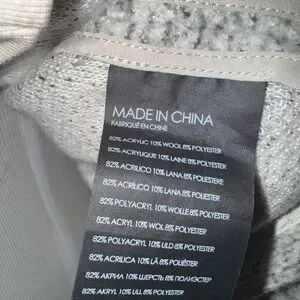 MADE IN CHINA
FABRIQUÉ EN CHINE
82% ACRYLIC 10% WOOL 8% POLYESTER
82% ACRYLIQUE 10% LAINE 8% POLYESTER
82% ACRILICO 10% LANA 8% POLIESTERE
82% ACRÍLICO 10% LANA 8% POLIÉSTER
82% POLYACRYL 10% WOLLE 8% POLYESTER
82% ACRYL 10% WOL 8% POLYESTER
82% POLYACRYL 10% ULD 8% POLYESTER
82% ACRILICA 10% LÃ 8% POLIÉSTER
82% АКРИЛ 10% ШЕРСТЬ 8% ПОЛИЭСТЕР
82% AKRYL 10% ULL 8% POLYESTER